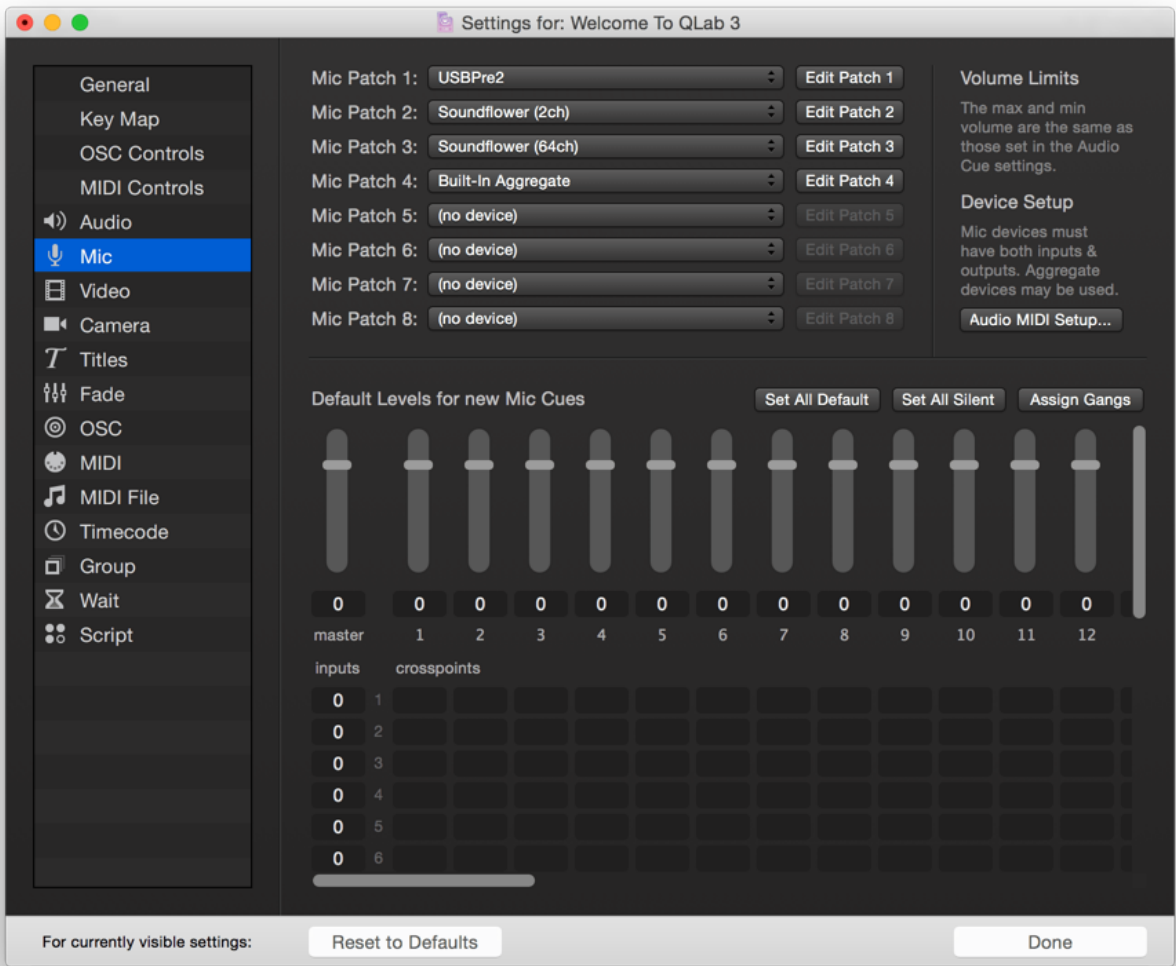 Settings for: Welcome To QLab 3
General
Key Map
OSC Controls
MIDI Controls
Audio
Mic
Video
Camera
Titles
Fade
OSC
MIDI
MIDI File
Timecode
Group
Wait
Script
Mic Patch 1: USBPre2 Edit Patch 1
Mic Patch 2: Soundflower (2ch) Edit Patch 2
Mic Patch 3: Soundflower (64ch) Edit Patch 3
Mic Patch 4: Built-In Aggregate Edit Patch 4
Mic Patch 5: (no device) Edit Patch 5
Mic Patch 6: (no device) Edit Patch 6
Mic Patch 7: (no device) Edit Patch 7
Mic Patch 8: (no device) Edit Patch 8
Volume Limits
The max and min
volume are the same as
those set in the Audio
Cue settings.
Device Setup
Mic devices must
have both inputs &
outputs. Aggregate
devices may be used.
Audio MIDI Setup...
Default Levels for new Mic Cues Set All Default Set All Silent Assign Gangs
0 0 0 0 0 0 0 0 0 0 0 0 0
master 1 2 3 4 5 6 7 8 9 10 11 12
inputs crosspoints
0 1
0 2
0 3
0 4
0 5
0 6
For currently visible settings: Reset to Defaults Done